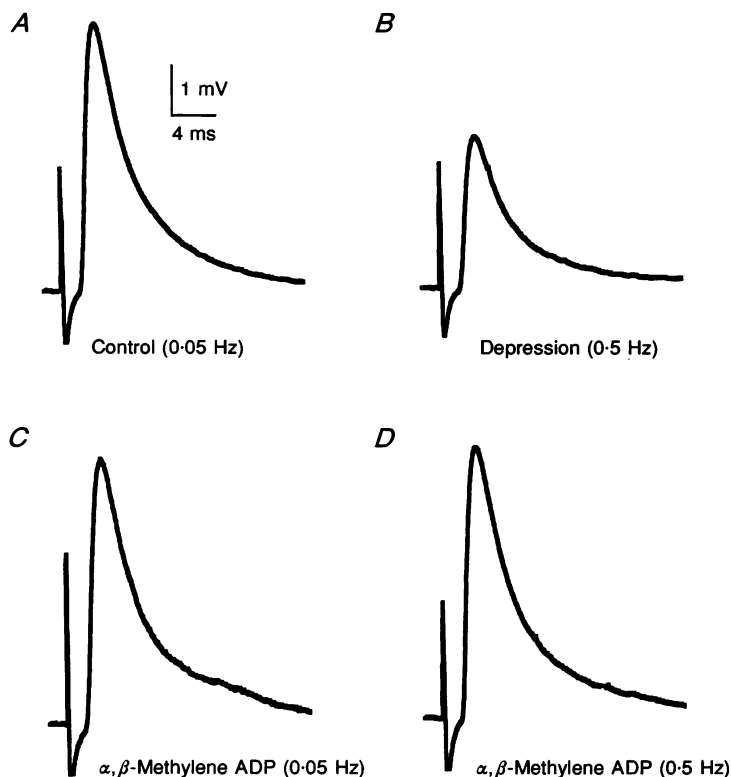 A
B
1 mV
4 ms
Control (0·05 Hz)
Depression (0·5 Hz)
C
D
α,β-Methylene ADP (0·05 Hz)
α,β-Methylene ADP (0·5 Hz)